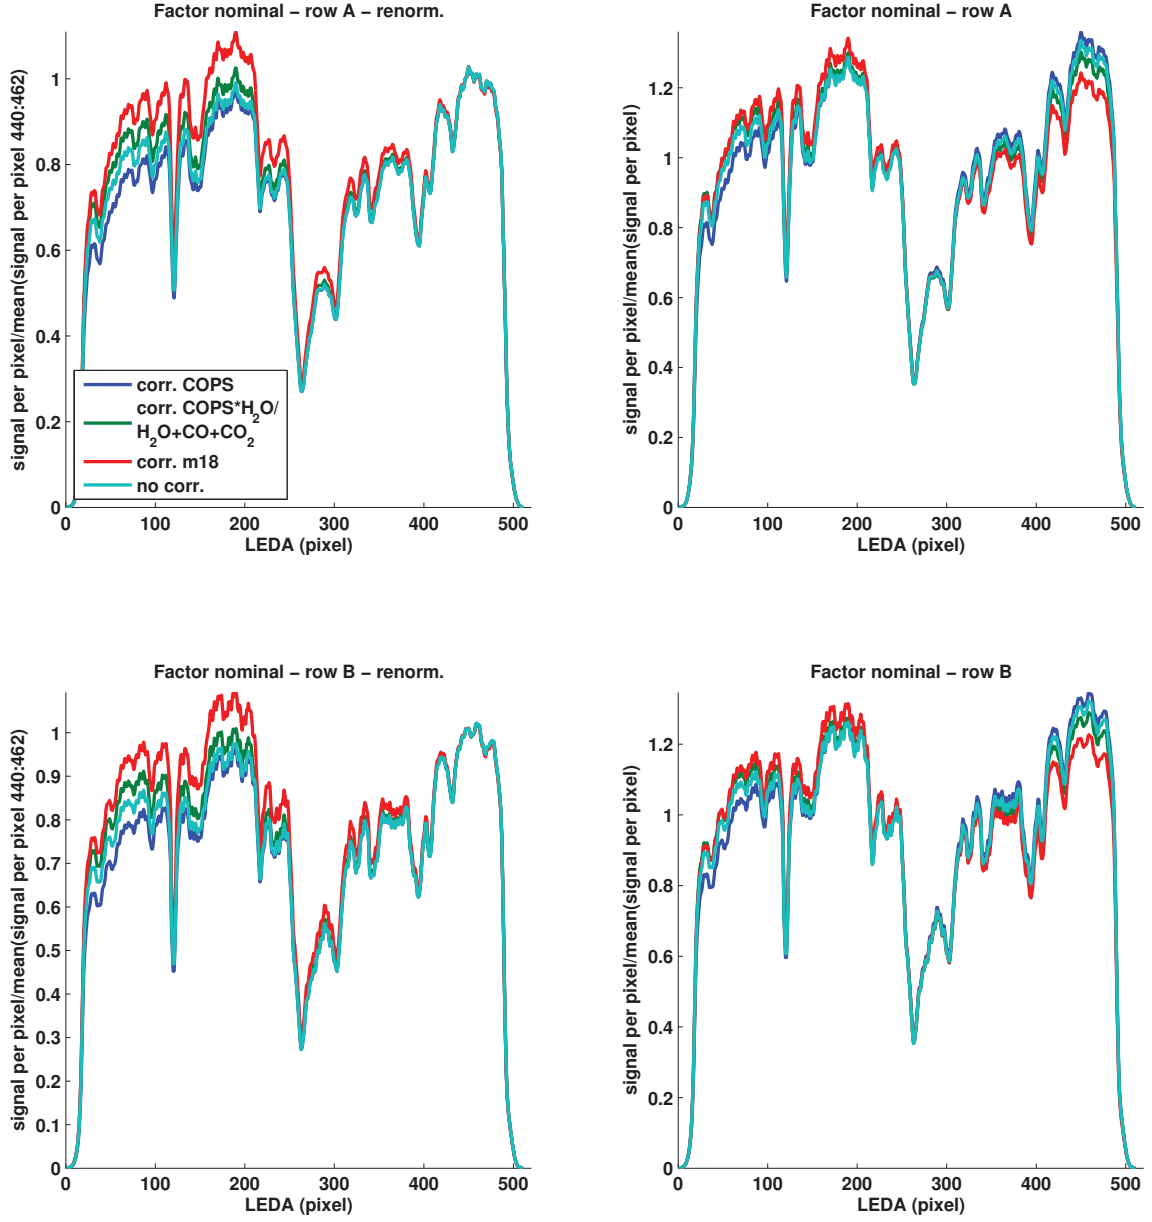 Factor nominal − row A − renorm.
signal per pixel/mean(signal per pixel 440:462)
1
0.8
0.6
0.4
0.2
0
corr. COPS
corr. COPS*H2O/
H2O+CO+CO2
corr. m18
no corr.
0 100 200 300 400 500
LEDA (pixel)
Factor nominal − row A
signal per pixel/mean(signal per pixel)
1.2
1
0.8
0.6
0.4
0.2
0
0 100 200 300 400 500
LEDA (pixel)
Factor nominal − row B − renorm.
signal per pixel/mean(signal per pixel 440:462)
1
0.9
0.8
0.7
0.6
0.5
0.4
0.3
0.2
0.1
0
0 100 200 300 400 500
LEDA (pixel)
Factor nominal − row B
signal per pixel/mean(signal per pixel)
1.2
1
0.8
0.6
0.4
0.2
0
0 100 200 300 400 500
LEDA (pixel)